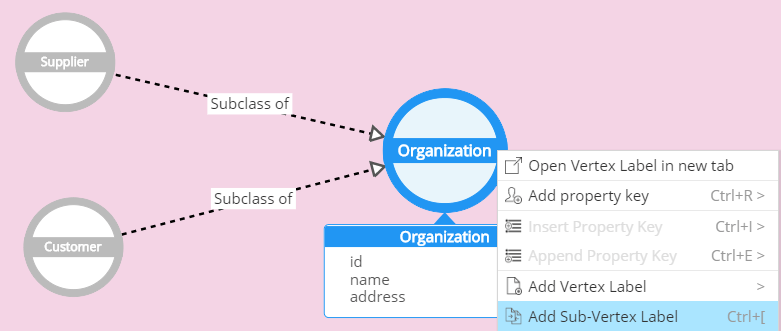 Supplier
Subclass of
Organization
Subclass of
Customer
Organization
id
name
address
Open Vertex Label in new tab
Add property key Ctrl+R >
Insert Property Key Ctrl+I >
Append Property Key Ctrl+E >
Add Vertex Label >
Add Sub-Vertex Label Ctrl+[